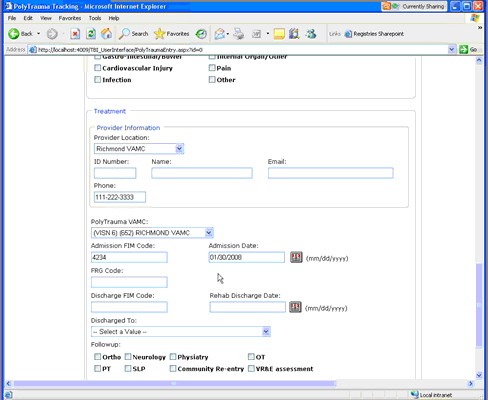 PolyTrauma Tracking - Microsoft Internet Explorer
Currently Sharing
File Edit View Favorites Tools Help
Back Search Favorites Links Registries Sharepoint
Address http://localhost:4009/TBI_UserInterface/PolyTraumaEntry.aspx?id=0 Go
Gastro-Intestinal/Bowel Internal Organ/Other
Cardiovascular Injury Pain
Infection Other
Treatment
Provider Information
Provider Location:
Richmond VAMC
ID Number: Name: Email:
Phone:
111-222-3333
PolyTrauma VAMC:
(VISN 6) (652) RICHMOND VAMC
Admission FIM Code: Admission Date:
4234 01/30/2008 (mm/dd/yyyy)
FRG Code:
Discharge FIM Code: Rehab Discharge Date:
(mm/dd/yyyy)
Discharged To:
-- Select a Value --
Followup:
Ortho Neurology Physiatry OT
PT SLP Community Re-entry VR&E assessment
Local intranet